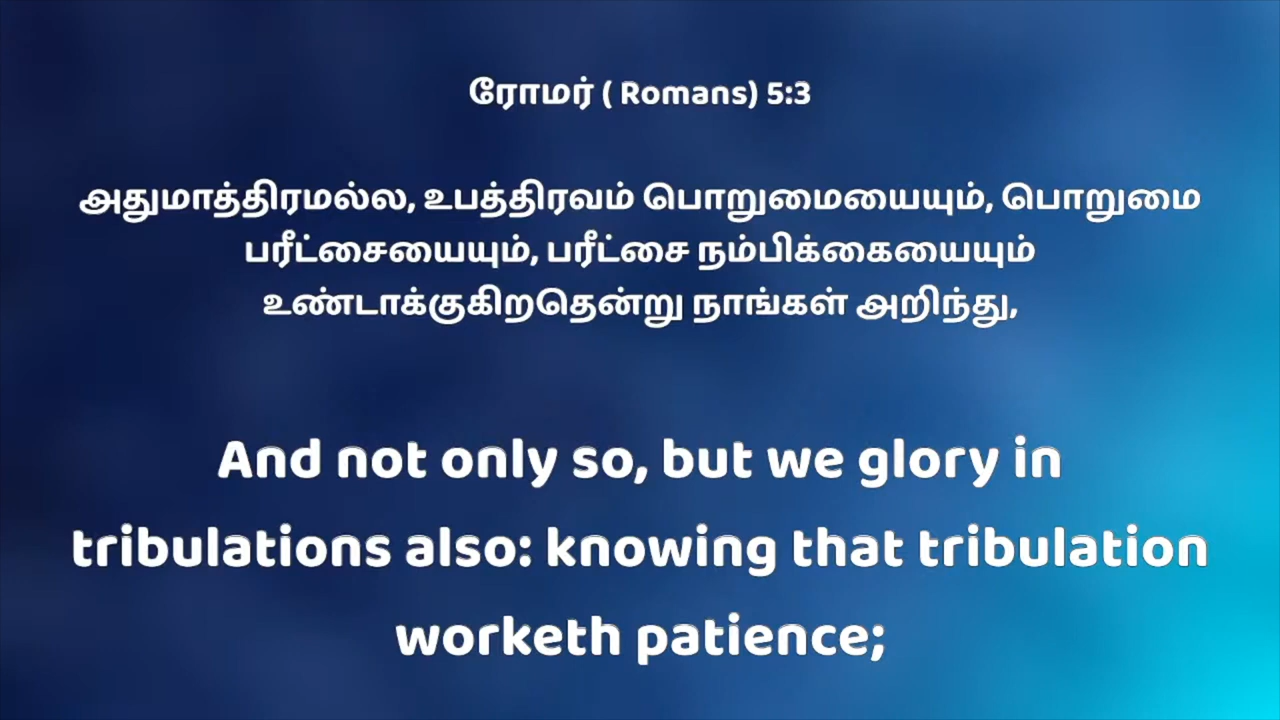 ரோமர் ( Romans) 5:3
அதுமாத்திரமல்ல, உபத்திரவம் பொறுமையையும், பொறுமை
பரீட்சையையும், பரீட்சை நம்பிக்கையையும்
உண்டாக்குகிறதென்று நாங்கள் அறிந்து,
And not only so, but we glory in
tribulations also: knowing that tribulation
worketh patience;